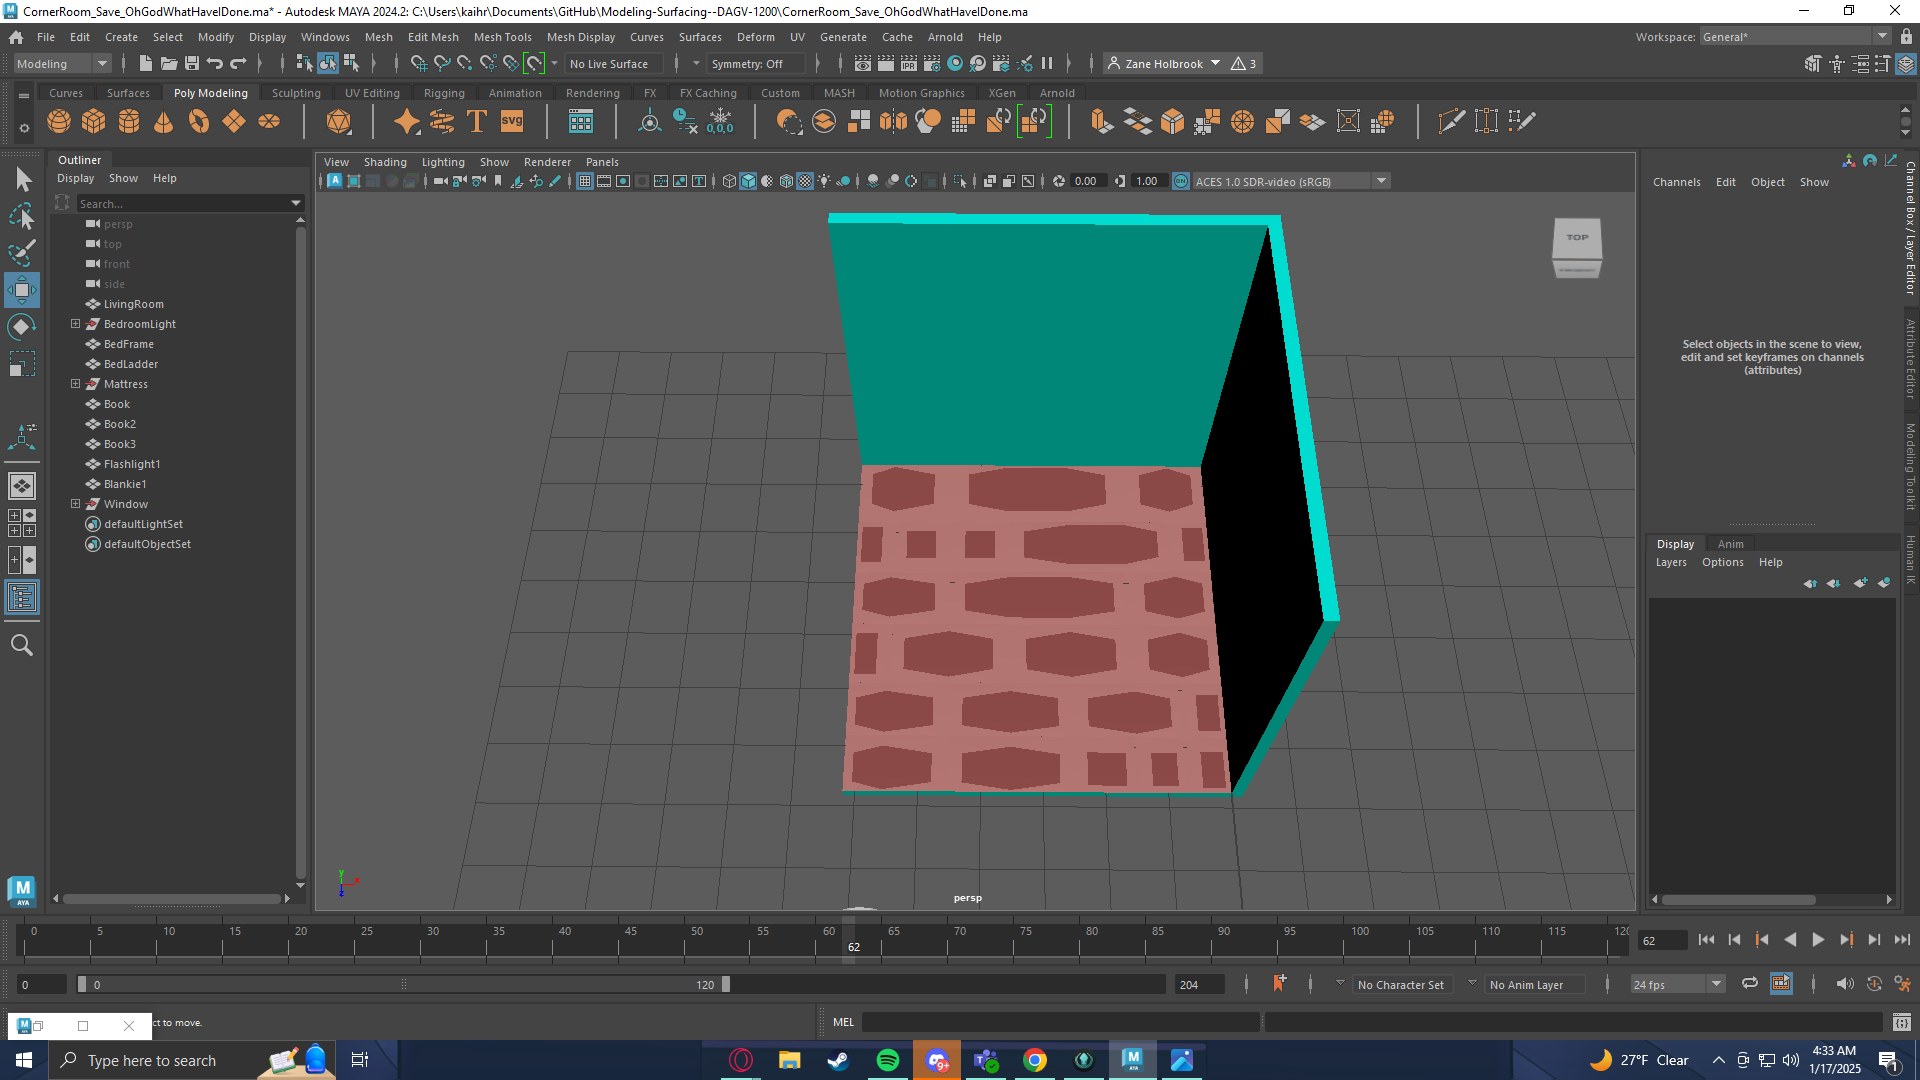 CornerRoom_Save_OhGodWhatHaveIDone.ma* - Autodesk MAYA 2024.2: C:\Users\kaihr\Documents\GitHub\Modeling-Surfacing--DAGV-1200\CornerRoom_Save_OhGodWhatHaveIDone.ma
File Edit Create Select Modify Display Windows Mesh Edit Mesh Mesh Tools Mesh Display Curves Surfaces Deform UV Generate Cache Arnold Help Workspace: General*
Modeling No Live Surface Symmetry: Off IPR Zane Holbrook 3
Curves Surfaces Poly Modeling Sculpting UV Editing Rigging Animation Rendering FX FX Caching Custom MASH Motion Graphics XGen Arnold
T svg 0,0,0
Outliner
Display Show Help
Search...
persp
top
front
side
LivingRoom
BedroomLight
BedFrame
BedLadder
Mattress
Book
Book2
Book3
Flashlight1
Blankie1
Window
defaultLightSet
defaultObjectSet
View Shading Lighting Show Renderer Panels
0.00 1.00 ON ACES 1.0 SDR-video (sRGB)
TOP
y
x
z
persp
Channels Edit Object Show
Select objects in the scene to view,
edit and set keyframes on channels
(attributes)
Channel Box / Layer Editor
Attribute Editor
Modeling Toolkit
Human IK
Display Anim
Layers Options Help
M
AYA
0 5 10 15 20 25 30 35 40 45 50 55 60 65 70 75 80 85 90 95 100 105 110 115 120
62
62
0 0 120 204 No Character Set No Anim Layer 24 fps
ct to move.
MEL
Type here to search
9+
27°F Clear
4:33 AM
1/17/2025
1